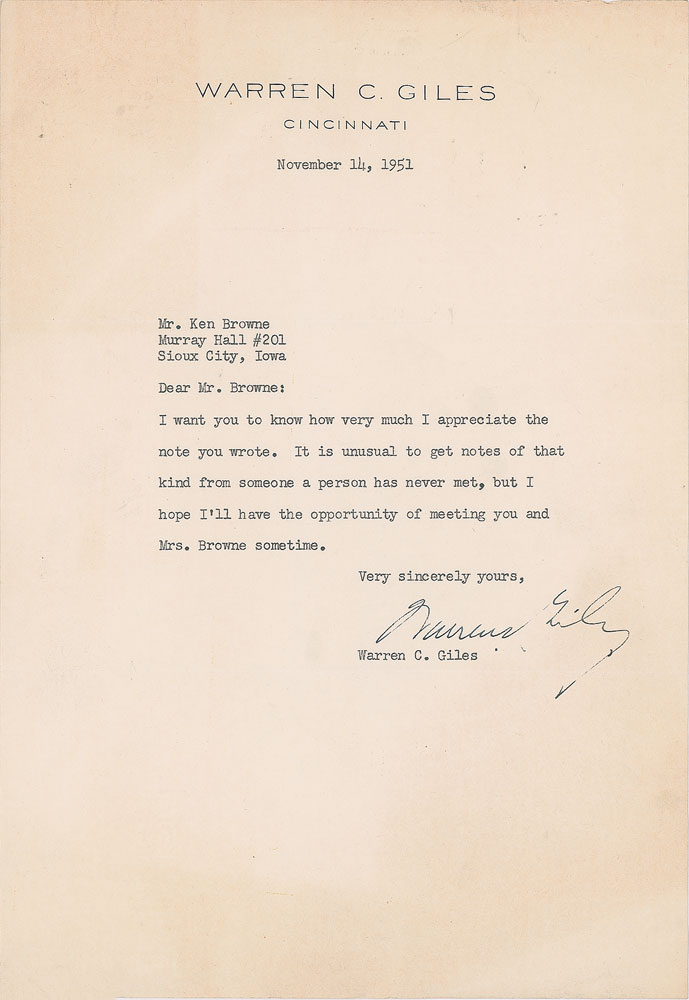 WARREN C. GILES
CINCINNATI
November 14, 1951
Mr. Ken Browne
Murray Hall #201
Sioux City, Iowa
Dear Mr. Browne:
I want you to know how very much I appreciate the
note you wrote. It is unusual to get notes of that
kind from someone a person has never met, but I
hope I'll have the opportunity of meeting you and
Mrs. Browne sometime.
Very sincerely yours,
Warren Giles
Warren C. Giles